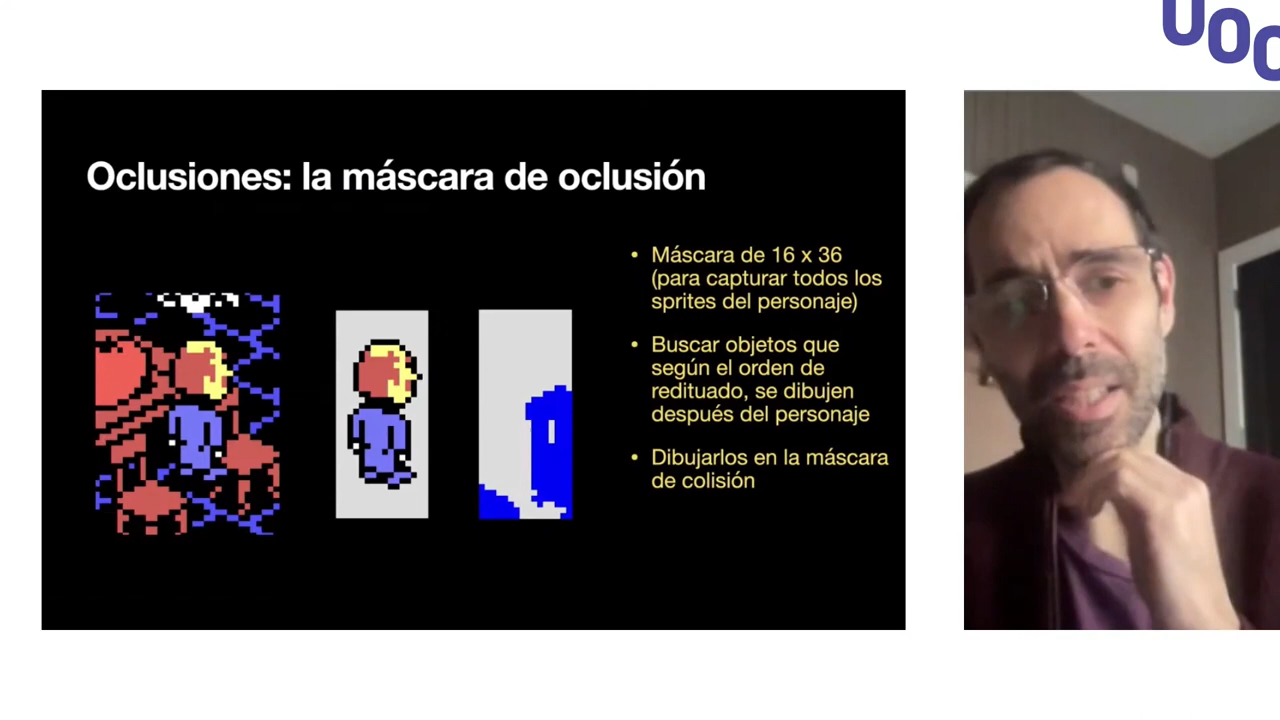 UOC
Oclusiones: la máscara de oclusión
• Máscara de 16 x 36
(para capturar todos los
sprites del personaje)
• Buscar objetos que
según el orden de
redituado, se dibujen
después del personaje
• Dibujarlos en la máscara
de colisión